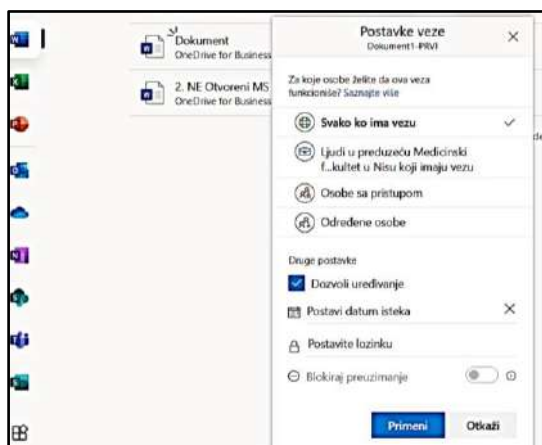 Dokument
OneDrive for Business
2. NE Otvoreni MS
OneDrive for Business
Postavke veze
Dokument1-PRVI
Za koje osobe želite da ova veza
funkcioniše? Saznajte više
Svako ko ima vezu
Ljudi u preduzeću Medicinski
f...kultet u Nisu koji imaju vezu
Osobe sa pristupom
Određene osobe
Druge postavke
Dozvoli uređivanje
Postavi datum isteka
Postavite lozinku
Blokiraj preuzimanje
Primeni Otkaži